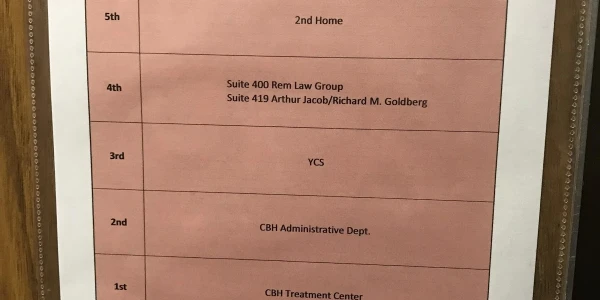 5th
2nd Home
4th
Suite 400 Rem Law Group
Suite 419 Arthur Jacob/Richard M. Goldberg
3rd
YCS
2nd
CBH Administrative Dept.
1st
CBH Treatment Center